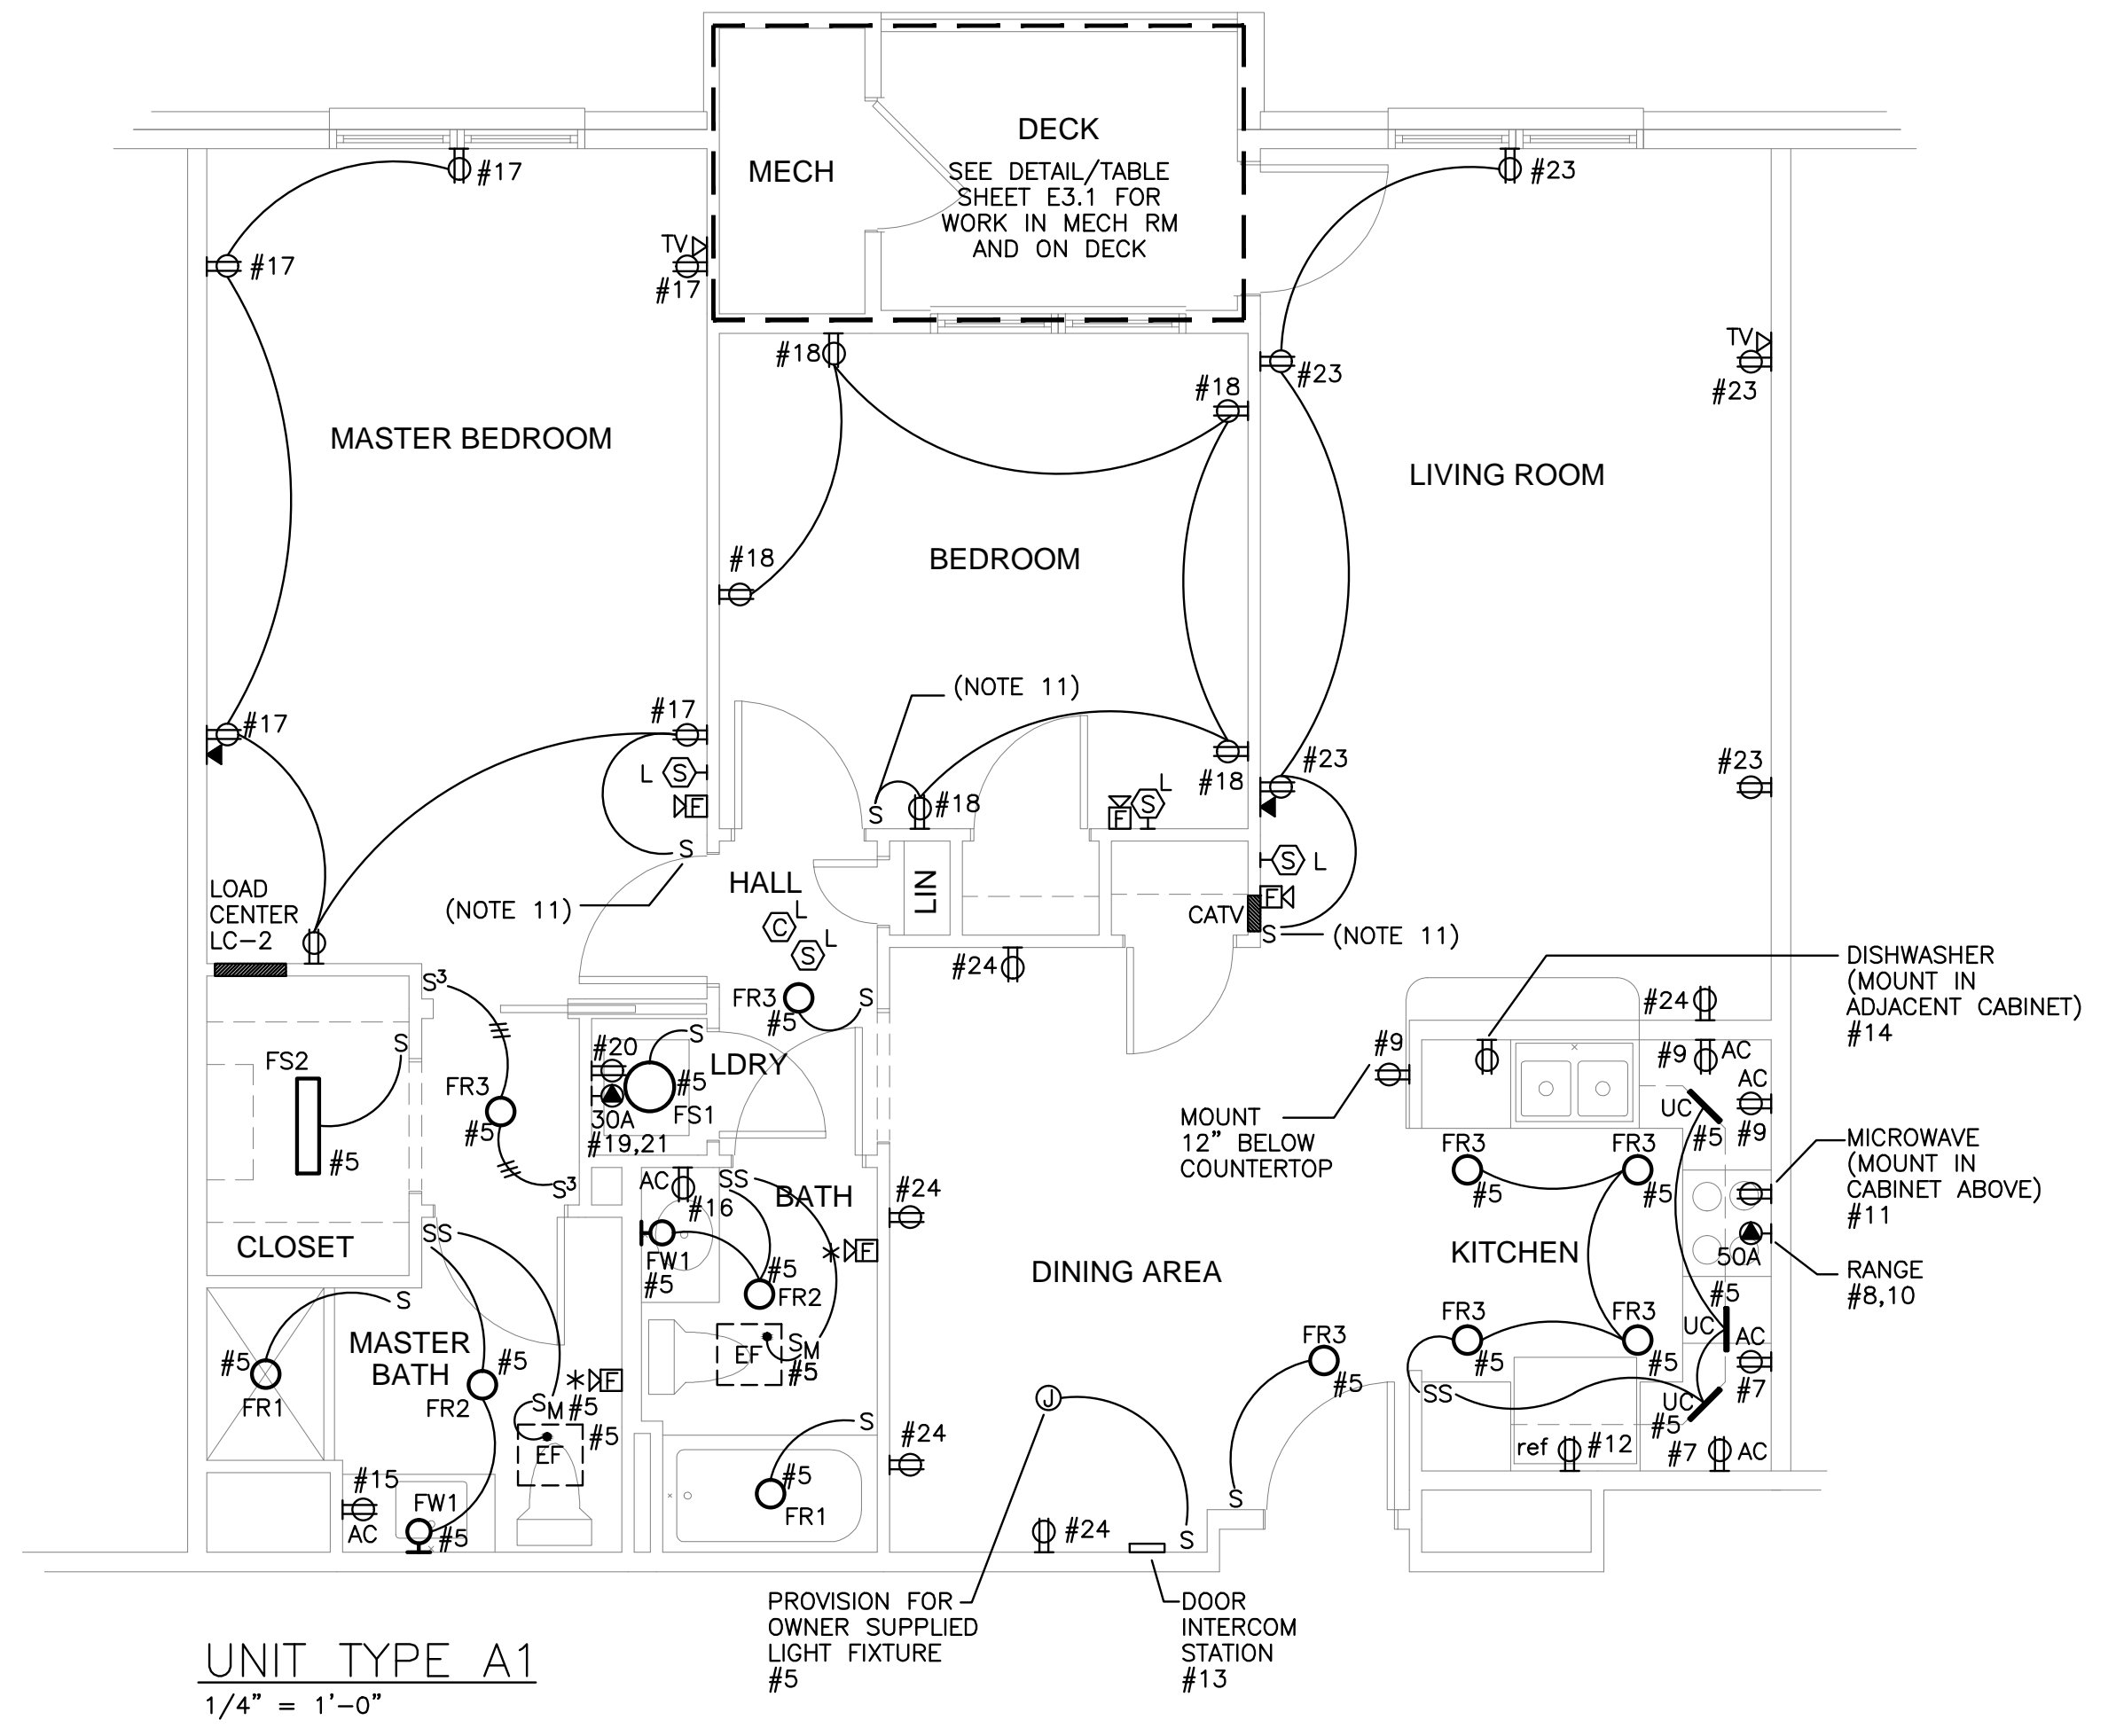 DECK
MECH
SEE DETAIL/TABLE
SHEET E3.1 FOR
WORK IN MECH RM
AND ON DECK
#17
#23
TV
#17
#17
#18
#23
TV
#23
#18
MASTER BEDROOM
LIVING ROOM
BEDROOM
#18
(NOTE 11)
#17
#17
#23
#23
L S
F
S
#18
L
S
F
#18
S
S L
F
HALL
LIN
CATV
LOAD
CENTER
LC-2
(NOTE 11)
L
C
L
S
S
(NOTE 11)
#24
DISHWASHER
(MOUNT IN
ADJACENT CABINET)
#14
S3
FR3
#5
S
#24
S
FS2
#5
FR3
#5
S3
#20
S
LDRY
#5
FS1
30A
#19,21
#9
#9
AC
AC
#9
UC
#5
MOUNT
12" BELOW
COUNTERTOP
MICROWAVE
(MOUNT IN
CABINET ABOVE)
#11
FR3
#5
FR3
#5
AC
#16
SS
BATH
#24
CLOSET
SS
FW1
#5
#5
FR2
* F
DINING AREA
KITCHEN
50A
RANGE
#8,10
S
MASTER
BATH
#5
FR1
#5
FR2
* F
EF
SM
#5
FR3
#5
FR3
#5
FR3
#5
#5
UC
AC
#7
SM
#5
#5
EF
J
SS
UC
#5
S
#24
ref
#12
#7
AC
#15
AC
FW1
#5
#5
FR1
S
#24
S
PROVISION FOR
OWNER SUPPLIED
LIGHT FIXTURE
#5
DOOR
INTERCOM
STATION
#13
UNIT TYPE A1
1/4" = 1'-0"